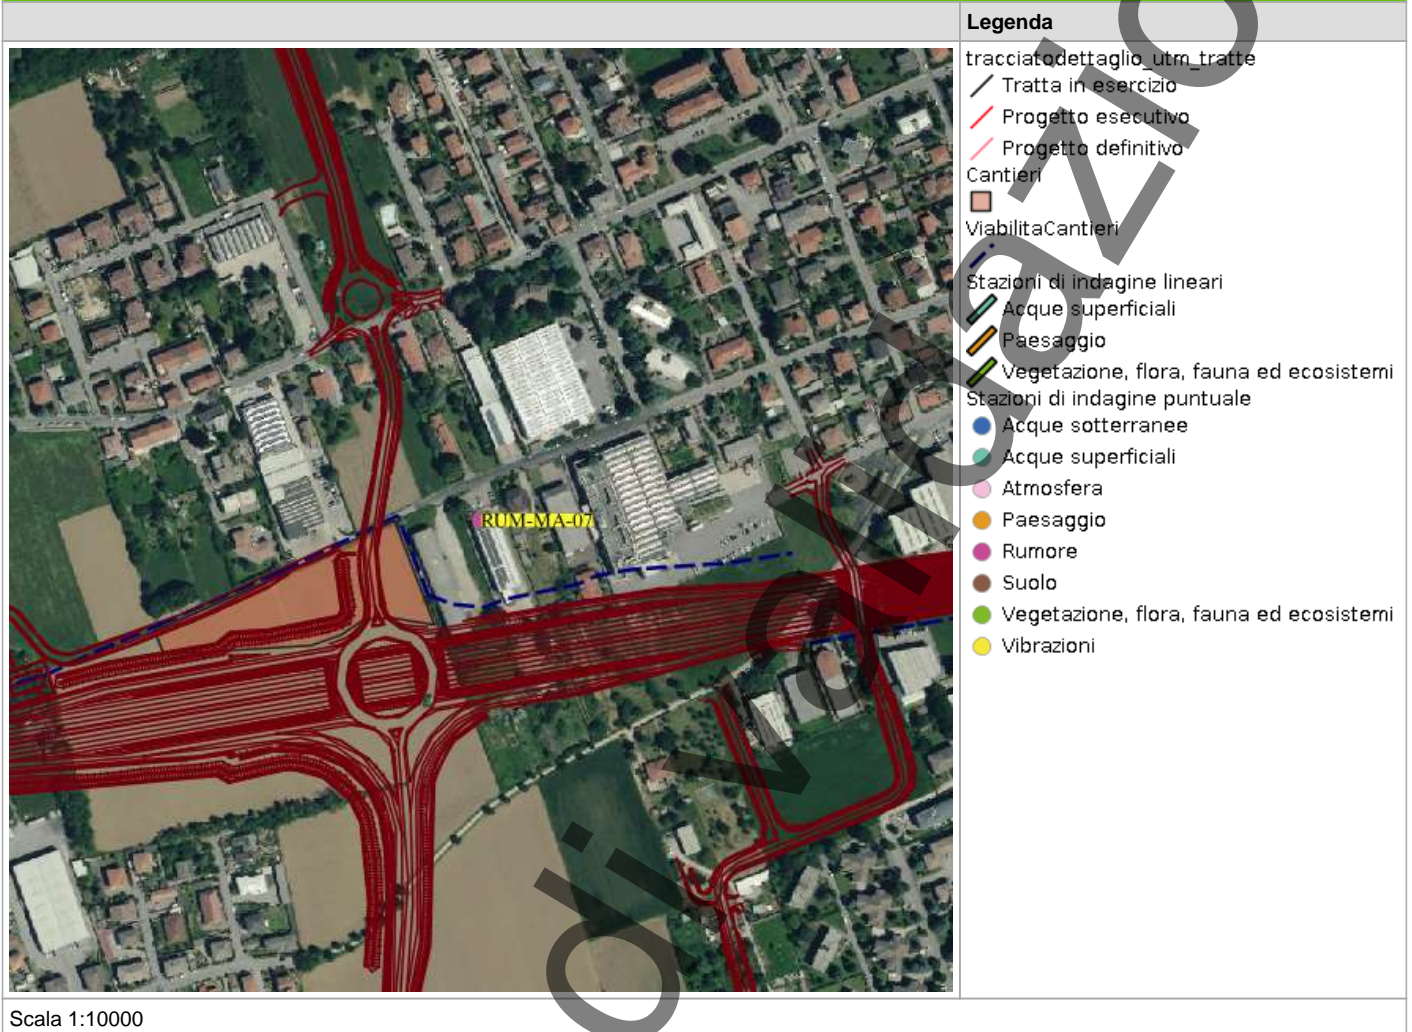 Legenda
tracciatodettaglio_utm_tratte
Tratta in esercizio
Progetto esecutivo
Progetto definitivo
Cantieri
ViabilitaCantieri
Stazioni di indagine lineari
Acque superficiali
Paesaggio
Vegetazione, flora, fauna ed ecosistemi
Stazioni di indagine puntuale
Acque sotterranee
Acque superficiali
Atmosfera
Paesaggio
Rumore
Suolo
Vegetazione, flora, fauna ed ecosistemi
Vibrazioni
RUM-MA-07
Scala 1:10000
di validazio